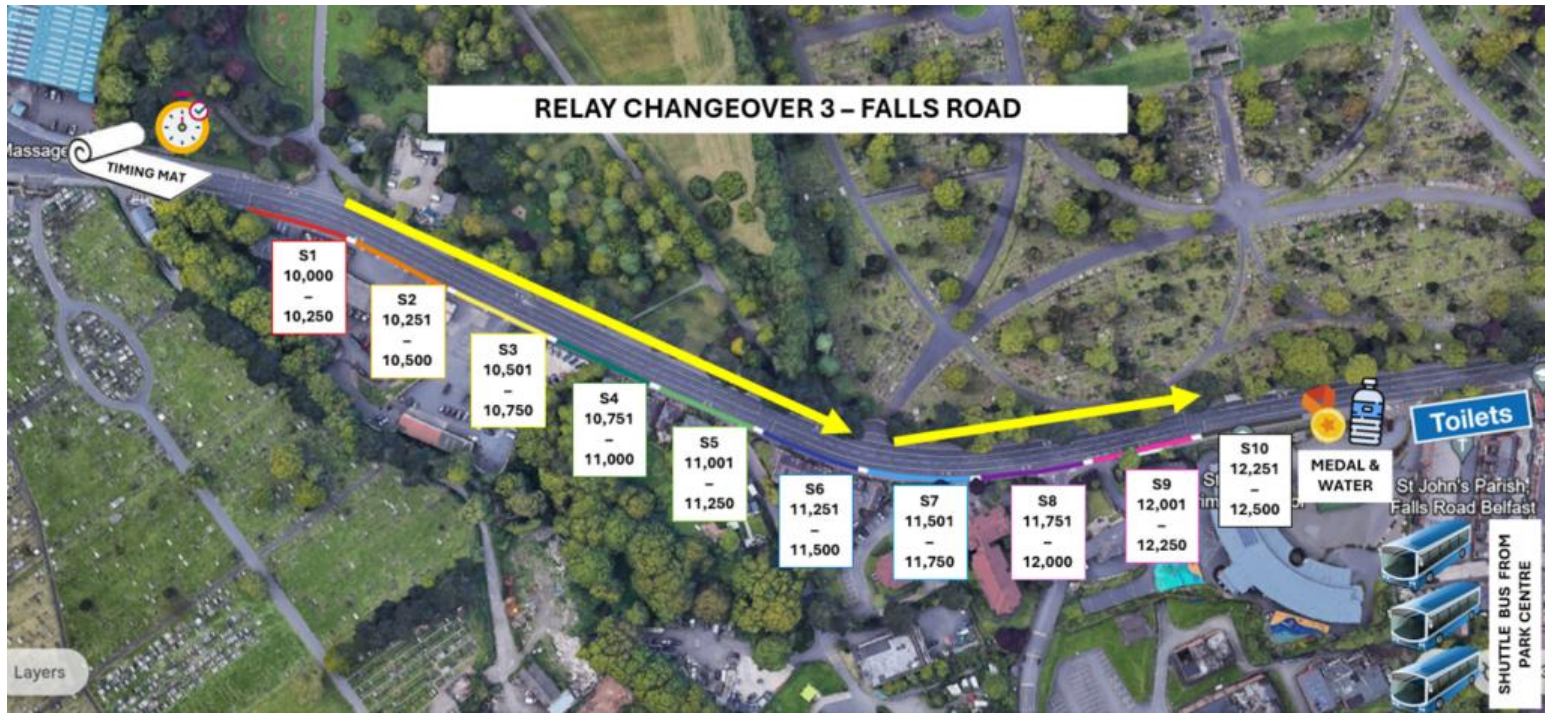 RELAY CHANGEOVER 3 – FALLS ROAD
Massage
TIMING MAT
S1
10,000
–
10,250
S2
10,251
–
10,500
S3
10,501
–
10,750
S4
10,751
–
11,000
S5
11,001
–
11,250
S6
11,251
–
11,500
S7
11,501
–
11,750
S8
11,751
–
12,000
S9
12,001
–
12,250
S10
12,251
–
12,500
MEDAL &
WATER
Toilets
St John's Parish,
Falls Road Belfast
SHUTTLE BUS FROM
PARK CENTRE
Layers